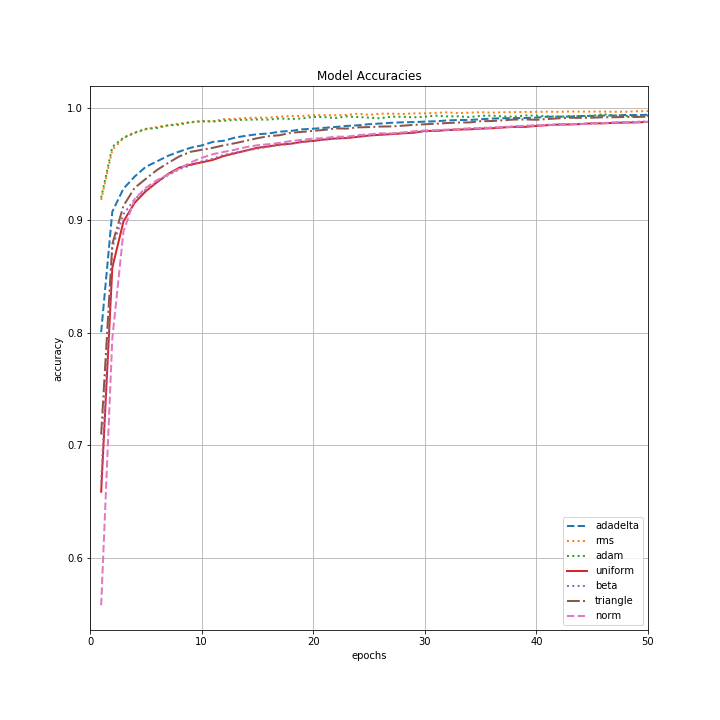 Model Accuracies
1.0
0.9
0.8
0.7
0.6
accuracy
0 10 20 30 40 50
epochs
adadelta
rms
adam
uniform
beta
triangle
norm